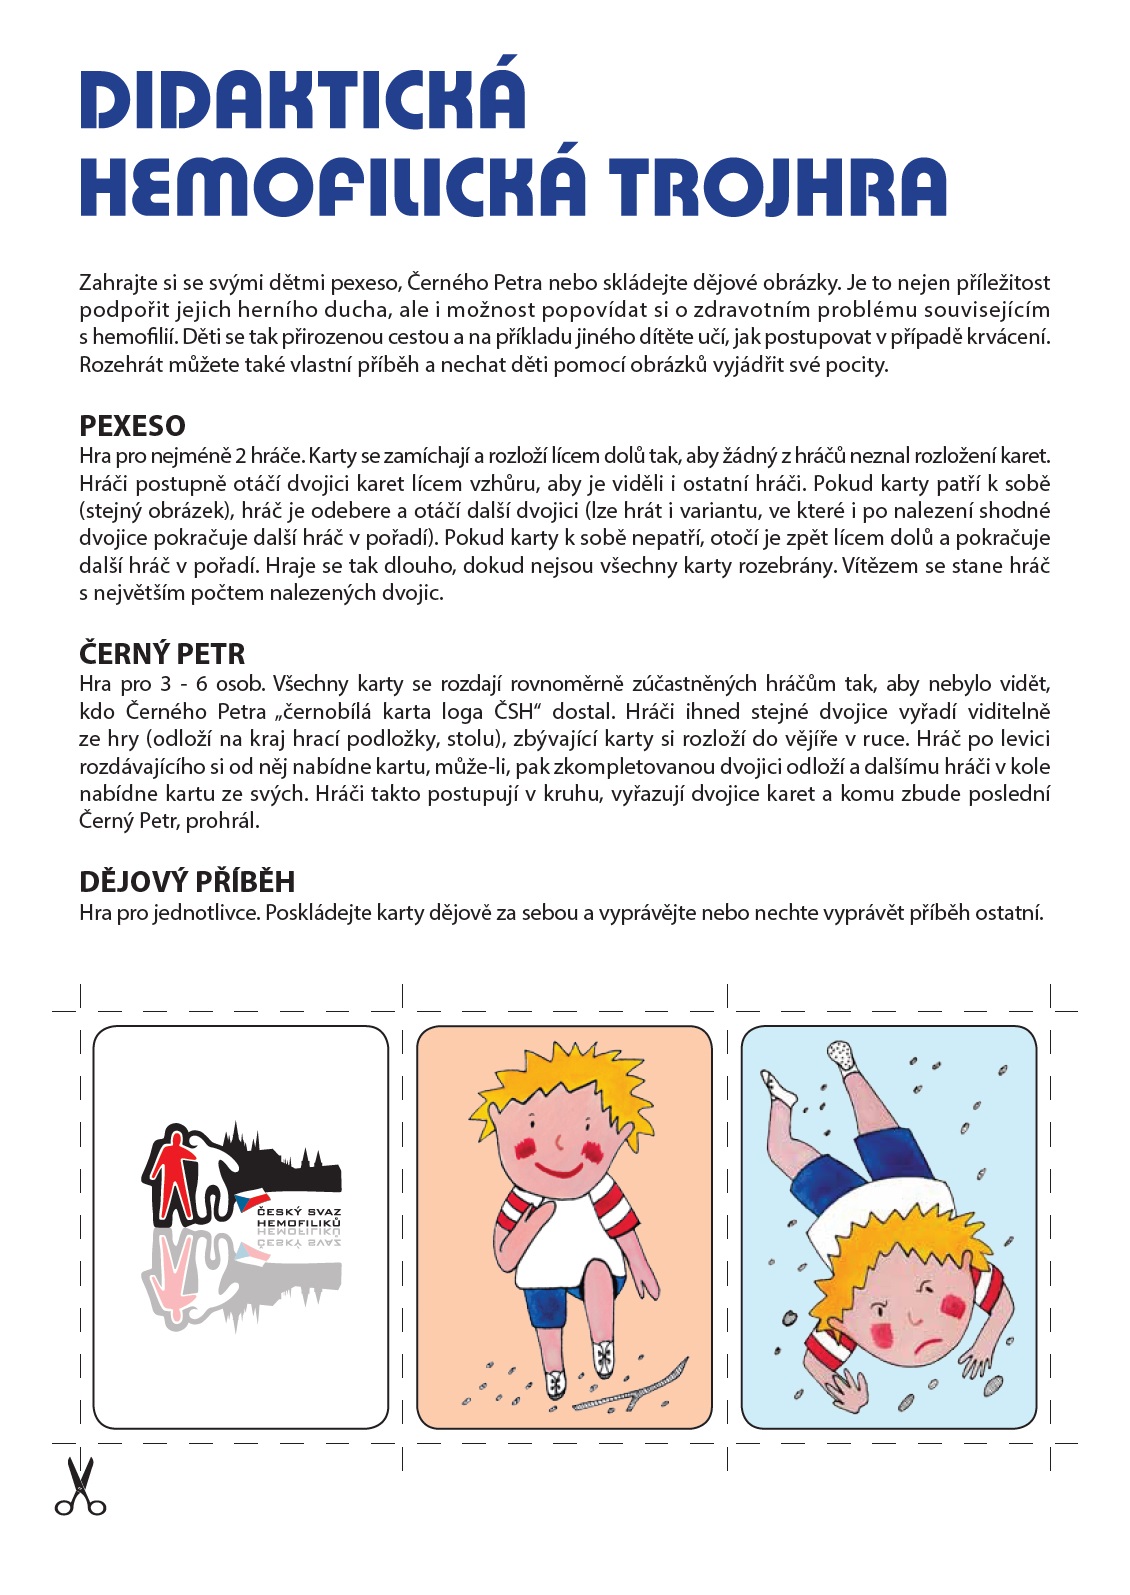 DIDAKTICKÁ
HEMOFILICKÁ TROJHRA
Zahrajte si se svými dětmi pexeso, Černého Petra nebo skládejte dějové obrázky. Je to nejen příležitost
podpořit jejich herního ducha, ale i možnost popovídat si o zdravotním problému souvisejícím
s hemofilií. Děti se tak přirozenou cestou a na příkladu jiného dítěte učí, jak postupovat v případě krvácení.
Rozehrát můžete také vlastní příběh a nechat děti pomocí obrázků vyjádřit své pocity.
PEXESO
Hra pro nejméně 2 hráče. Karty se zamíchají a rozloží lícem dolů tak, aby žádný z hráčů neznal rozložení karet.
Hráči postupně otáčí dvojici karet lícem vzhůru, aby je viděli i ostatní hráči. Pokud karty patří k sobě
(stejný obrázek), hráč je odebere a otáčí další dvojici (lze hrát i variantu, ve které i po nalezení shodné
dvojice pokračuje další hráč v pořadí). Pokud karty k sobě nepatří, otočí je zpět lícem dolů a pokračuje
další hráč v pořadí. Hraje se tak dlouho, dokud nejsou všechny karty rozebrány. Vítězem se stane hráč
s největším počtem nalezených dvojic.
ČERNÝ PETR
Hra pro 3 - 6 osob. Všechny karty se rozdají rovnoměrně zúčastněných hráčům tak, aby nebylo vidět,
kdo Černého Petra „černobílá karta loga ČSH“ dostal. Hráči ihned stejné dvojice vyřadí viditelně
ze hry (odloží na kraj hrací podložky, stolu), zbývající karty si rozloží do vějíře v ruce. Hráč po levici
rozdávajícího si od něj nabídne kartu, může-li, pak zkompletovanou dvojici odloží a dalšímu hráči v kole
nabídne kartu ze svých. Hráči takto postupují v kruhu, vyřazují dvojice karet a komu zbude poslední
Černý Petr, prohrál.
DĚJOVÝ PŘÍBĚH
Hra pro jednotlivce. Poskládejte karty dějově za sebou a vyprávějte nebo nechte vyprávět příběh ostatní.
ČESKÝ SVAZ
HEMOFILIKŮ